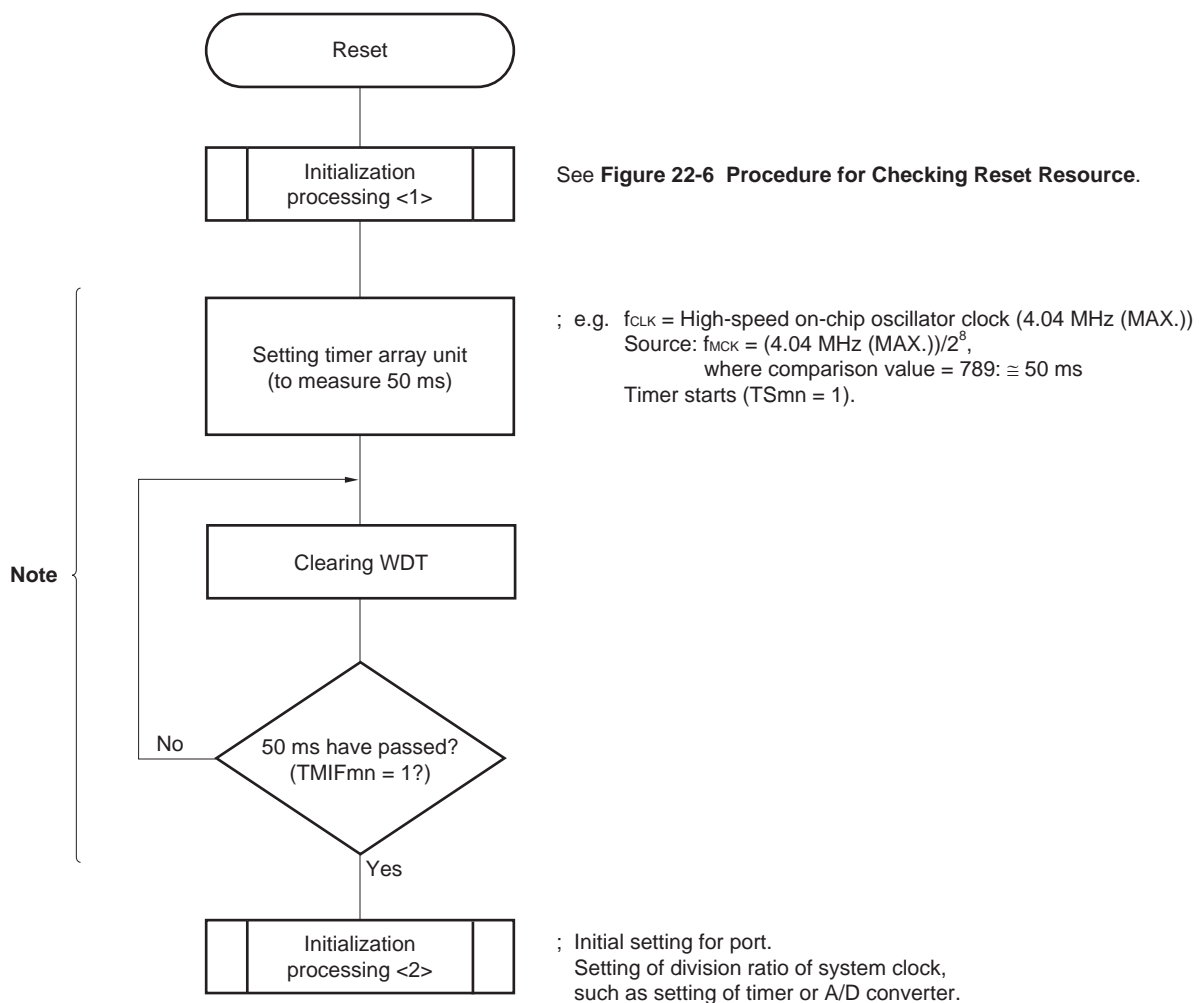 Reset
Initialization
processing <1>
See Figure 22-6 Procedure for Checking Reset Resource.
Setting timer array unit
(to measure 50 ms)
; e.g. fCLK = High-speed on-chip oscillator clock (4.04 MHz (MAX.))
Source: fMCK = (4.04 MHz (MAX.))/2⁸,
where comparison value = 789: ≅ 50 ms
Timer starts (TSmn = 1).
Note
Clearing WDT
No
50 ms have passed?
(TMIFmn = 1?)
Yes
Initialization
processing <2>
; Initial setting for port.
Setting of division ratio of system clock,
such as setting of timer or A/D converter.